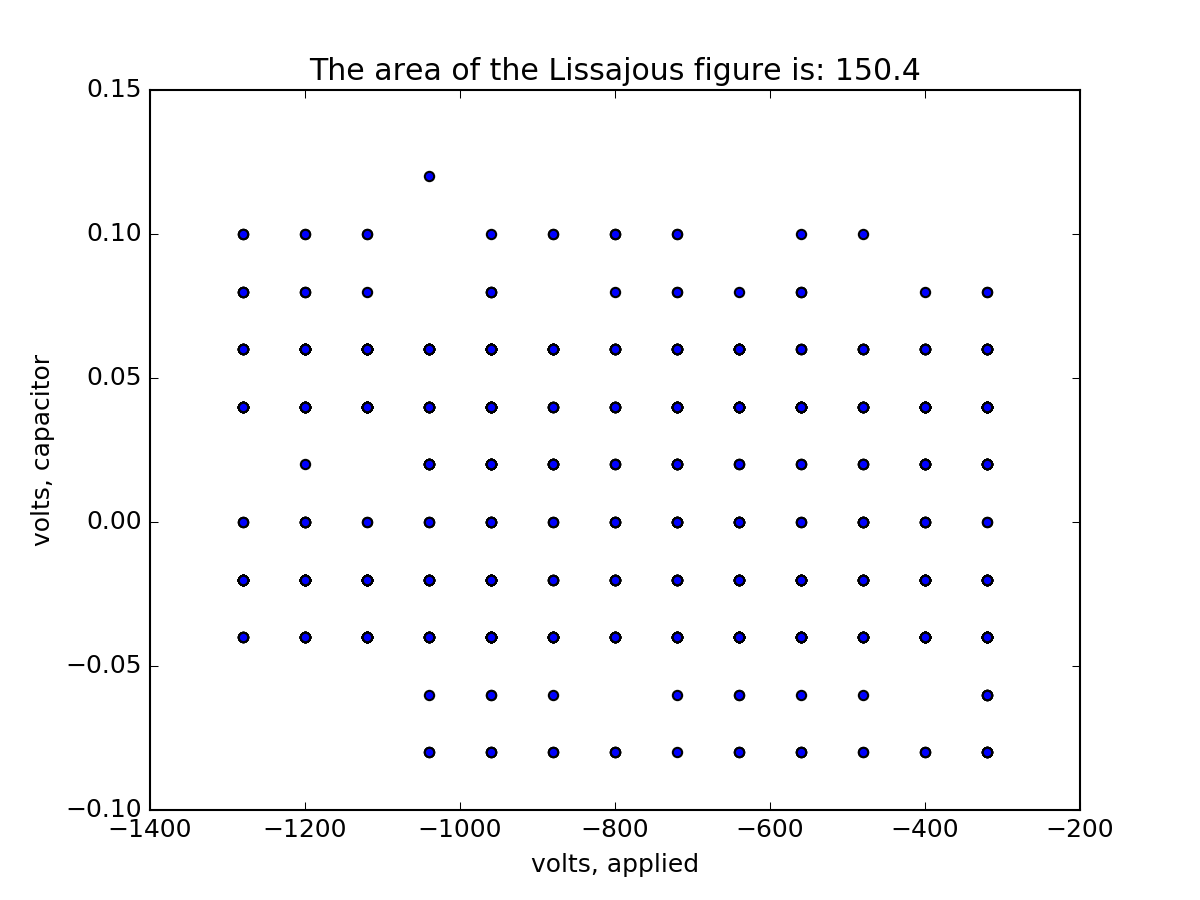 The area of the Lissajous figure is: 150.4
0.15
0.10
0.05
0.00
−0.05
−0.10
volts, capacitor
−1400 −1200 −1000 −800 −600 −400 −200
volts, applied